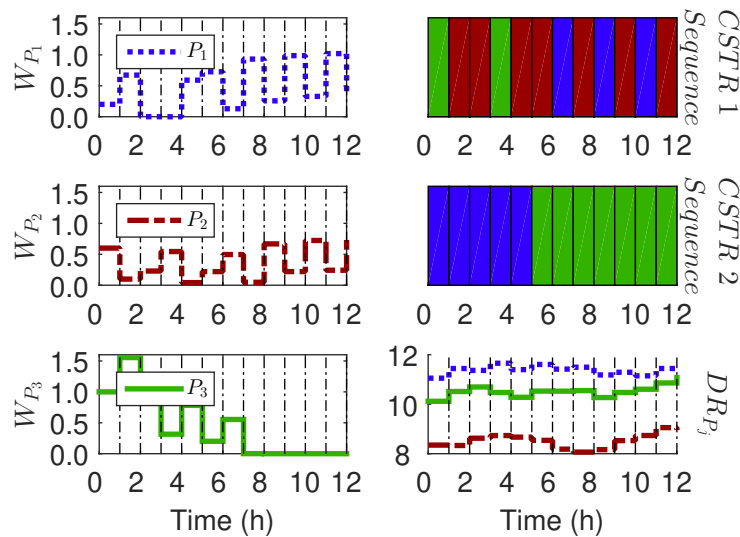 W_{P_1}
1.5
1.0
0.5
0.0
P_1
0 2 4 6 8 10 12
CSTR 1
Sequence
0 2 4 6 8 10 12
W_{P_2}
1.5
1.0
0.5
0.0
P_2
0 2 4 6 8 10 12
CSTR 2
Sequence
0 2 4 6 8 10 12
W_{P_3}
1.5
1.0
0.5
0.0
P_3
0 2 4 6 8 10 12
Time (h)
12
10
8
DR_{P_j}
0 2 4 6 8 10 12
Time (h)